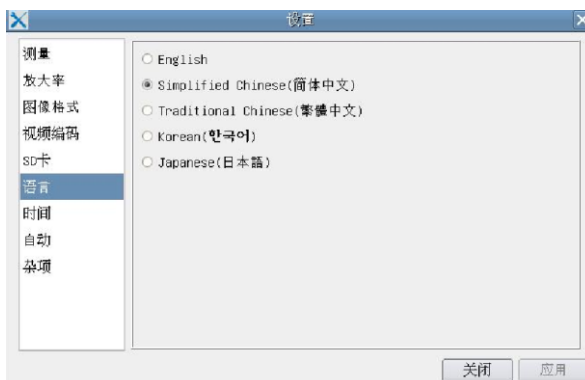 设置
测量
放大率
图像格式
视频编码
SD卡
语言
时间
自动
杂项
English
Simplified Chinese(简体中文)
Traditional Chinese(繁體中文)
Korean(한국어)
Japanese(日本語)
关闭
应用